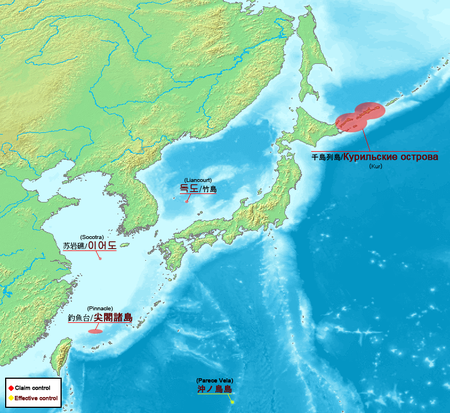 千島列島/Курильские острова
(Kur)
(Liancourt)
독도/竹島
(Socotra)
苏岩礁/이어도
(Pinnacle)
釣魚台/尖閣諸島
(Parece Vela)
沖ノ鳥島
Claim control
Effective control